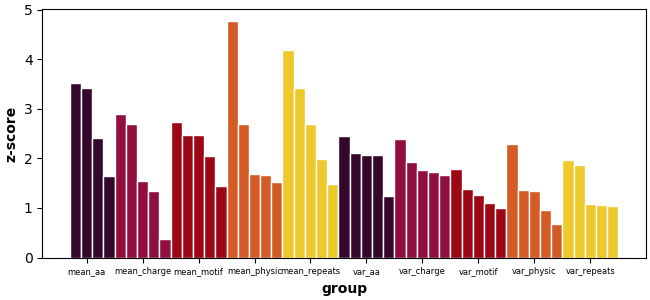 5
4
3
2
1
0
z-score
mean_aa mean_charge mean_motif mean_physic mean_repeats var_aa var_charge var_motif var_physic var_repeats
group